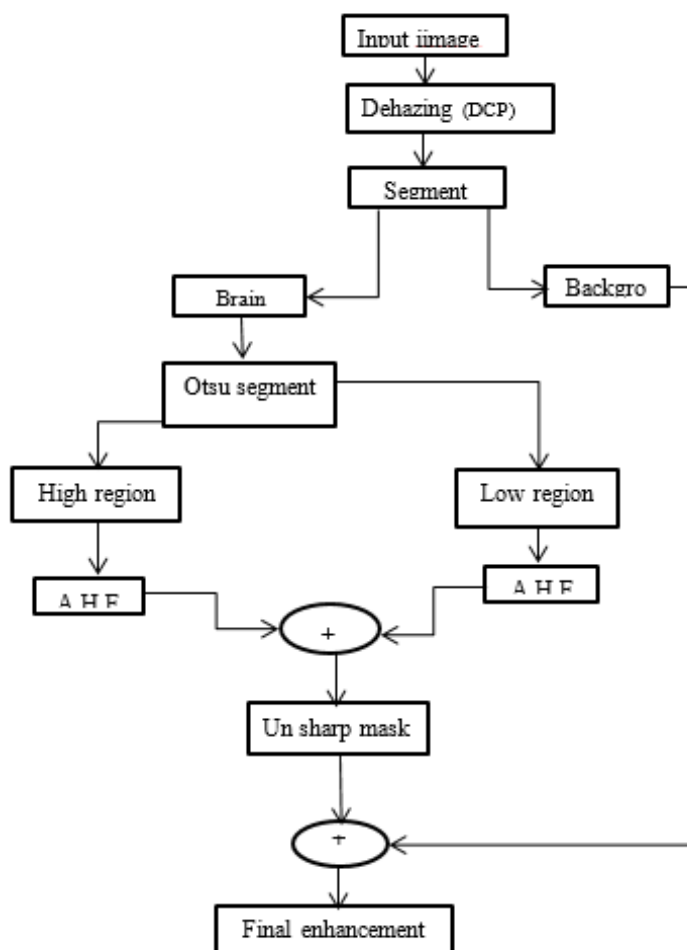 Input iimage
Dehazing (DCP)
Segment
Brain
Backgro
Otsu segment
High region
Low region
A H E
A H E
+
Un sharp mask
+
Final enhancement